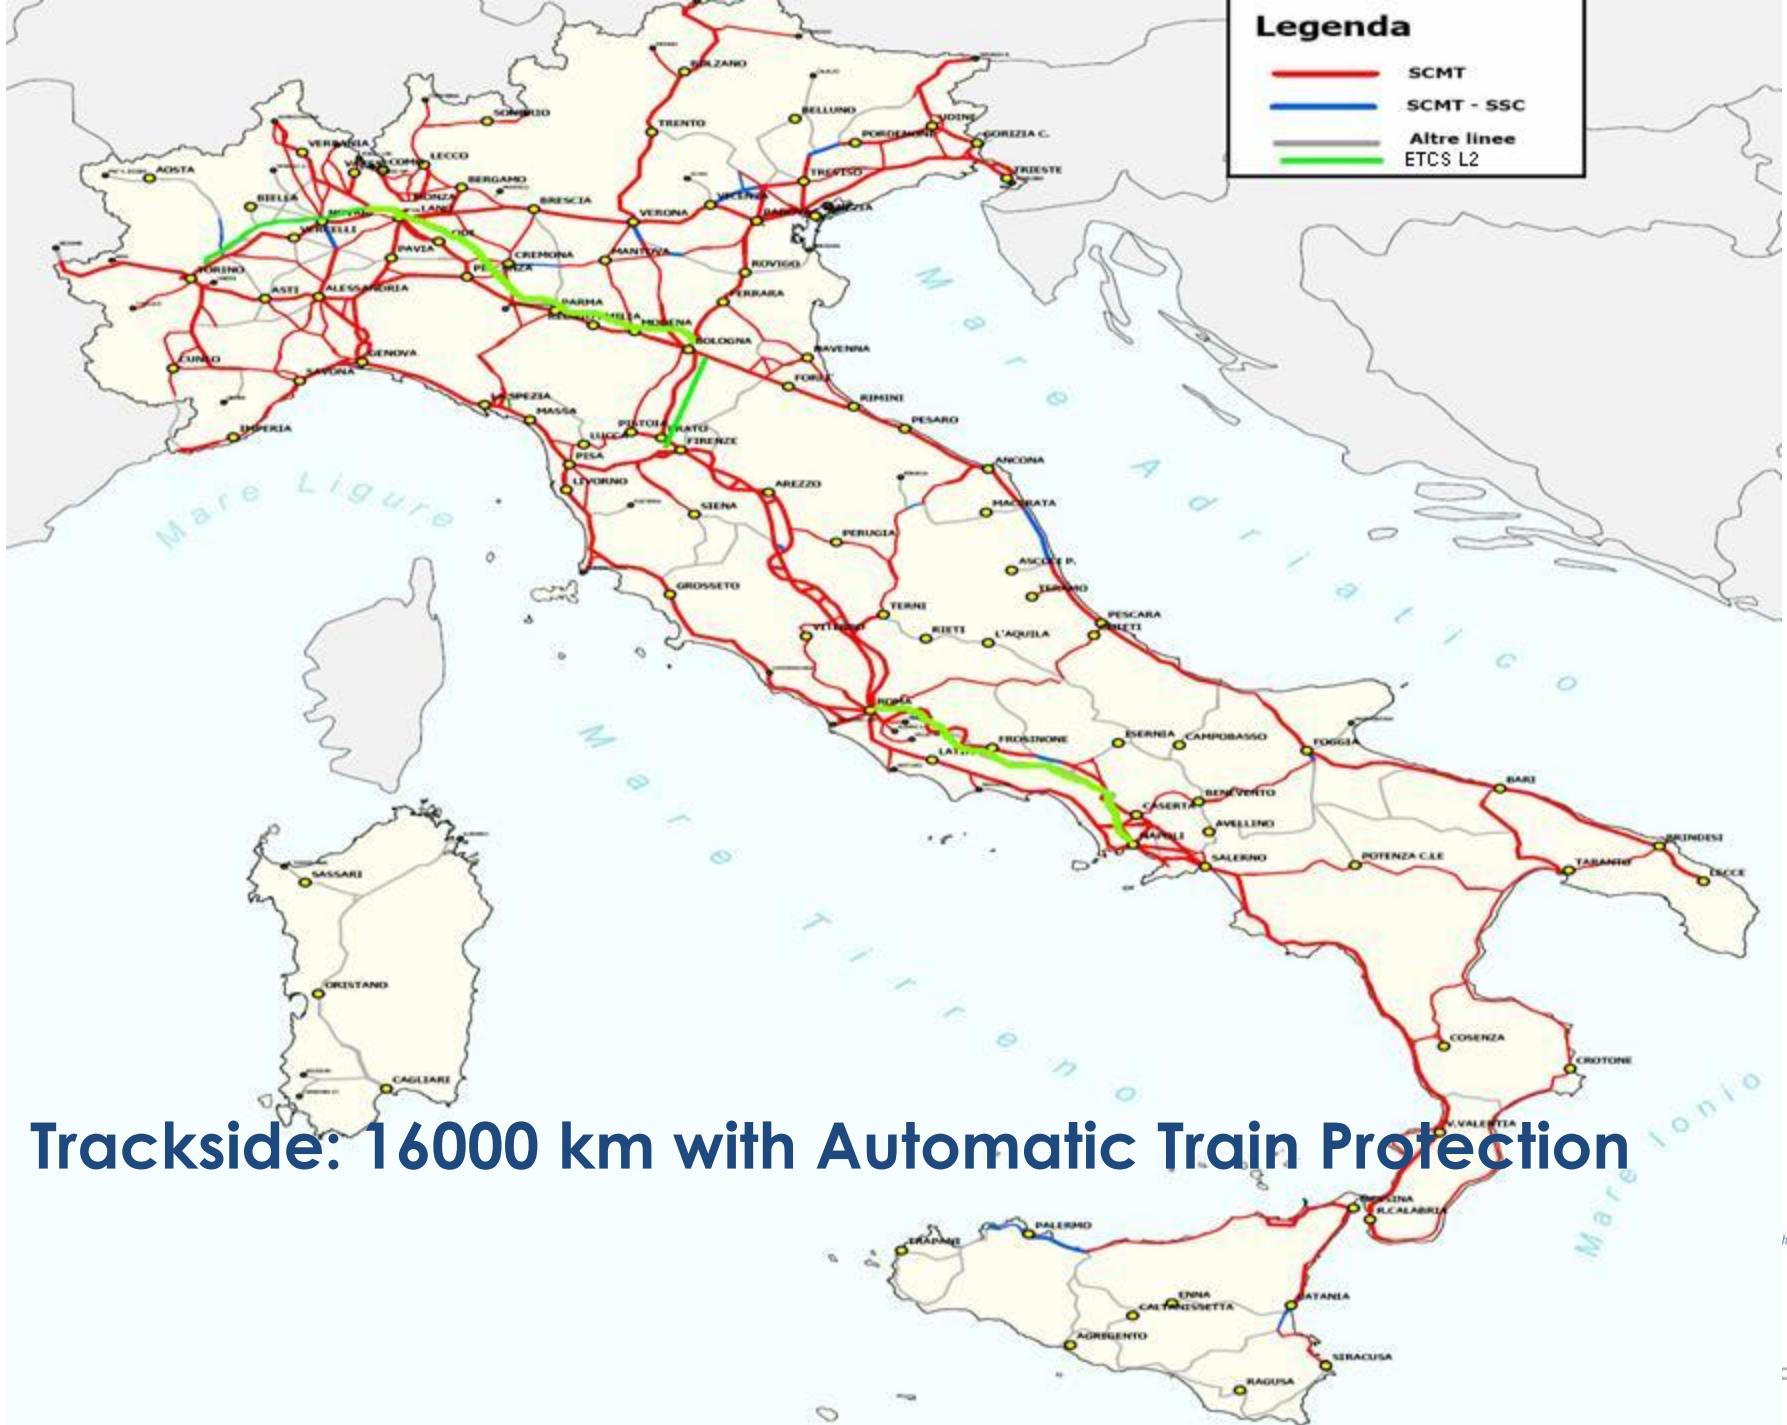 Legenda
SCMT
SCMT - SSC
Altre linee
ETCS L2
BOLZANO
SONDRIO
TRENTO
BELLUNO
UDINE
PORDENONE
GORIZIA C.
VERBANIA
LECCO
AOSTA
BERGAMO
TREVISO
TRIESTE
BIELLA
MONZA
BRESCIA
VERONA
VICENZA
PADOVA
VERCELLI
PAVIA
CREMONA
MANTOVA
ROVIGO
TORINO
ASTI
ALESSANDRIA
PARMA
FERRARA
MODENA
BOLOGNA
RAVENNA
CUNEO
GENOVA
SAVONA
FORLI'
RIMINI
LA SPEZIA
MASSA
PESARO
IMPERIA
PISTOIA
PRATO
LUCCA
FIRENZE
PISA
ANCONA
LIVORNO
AREZZO
SIENA
MACERATA
PERUGIA
ASCOLI P.
TERAMO
GROSSETO
TERNI
PESCARA
CHIETI
VITERBO
RIETI
L'AQUILA
ROMA
FROSINONE
ISERNIA
CAMPOBASSO
FOGGIA
LATINA
BARI
BENEVENTO
CASERTA
AVELLINO
NAPOLI
SALERNO
POTENZA C.LE
BRINDISI
TARANTO
LECCE
SASSARI
ORISTANO
COSENZA
CROTONE
CAGLIARI
V.VALENTIA
Mare Ligure
Mare Adriatico
Mare Tirreno
Mare Ionio
Trackside: 16000 km with Automatic Train Protection
MESSINA
R.CALABRIA
PALERMO
TRAPANI
ENNA
CALTANISSETTA
CATANIA
AGRIGENTO
SIRACUSA
RAGUSA